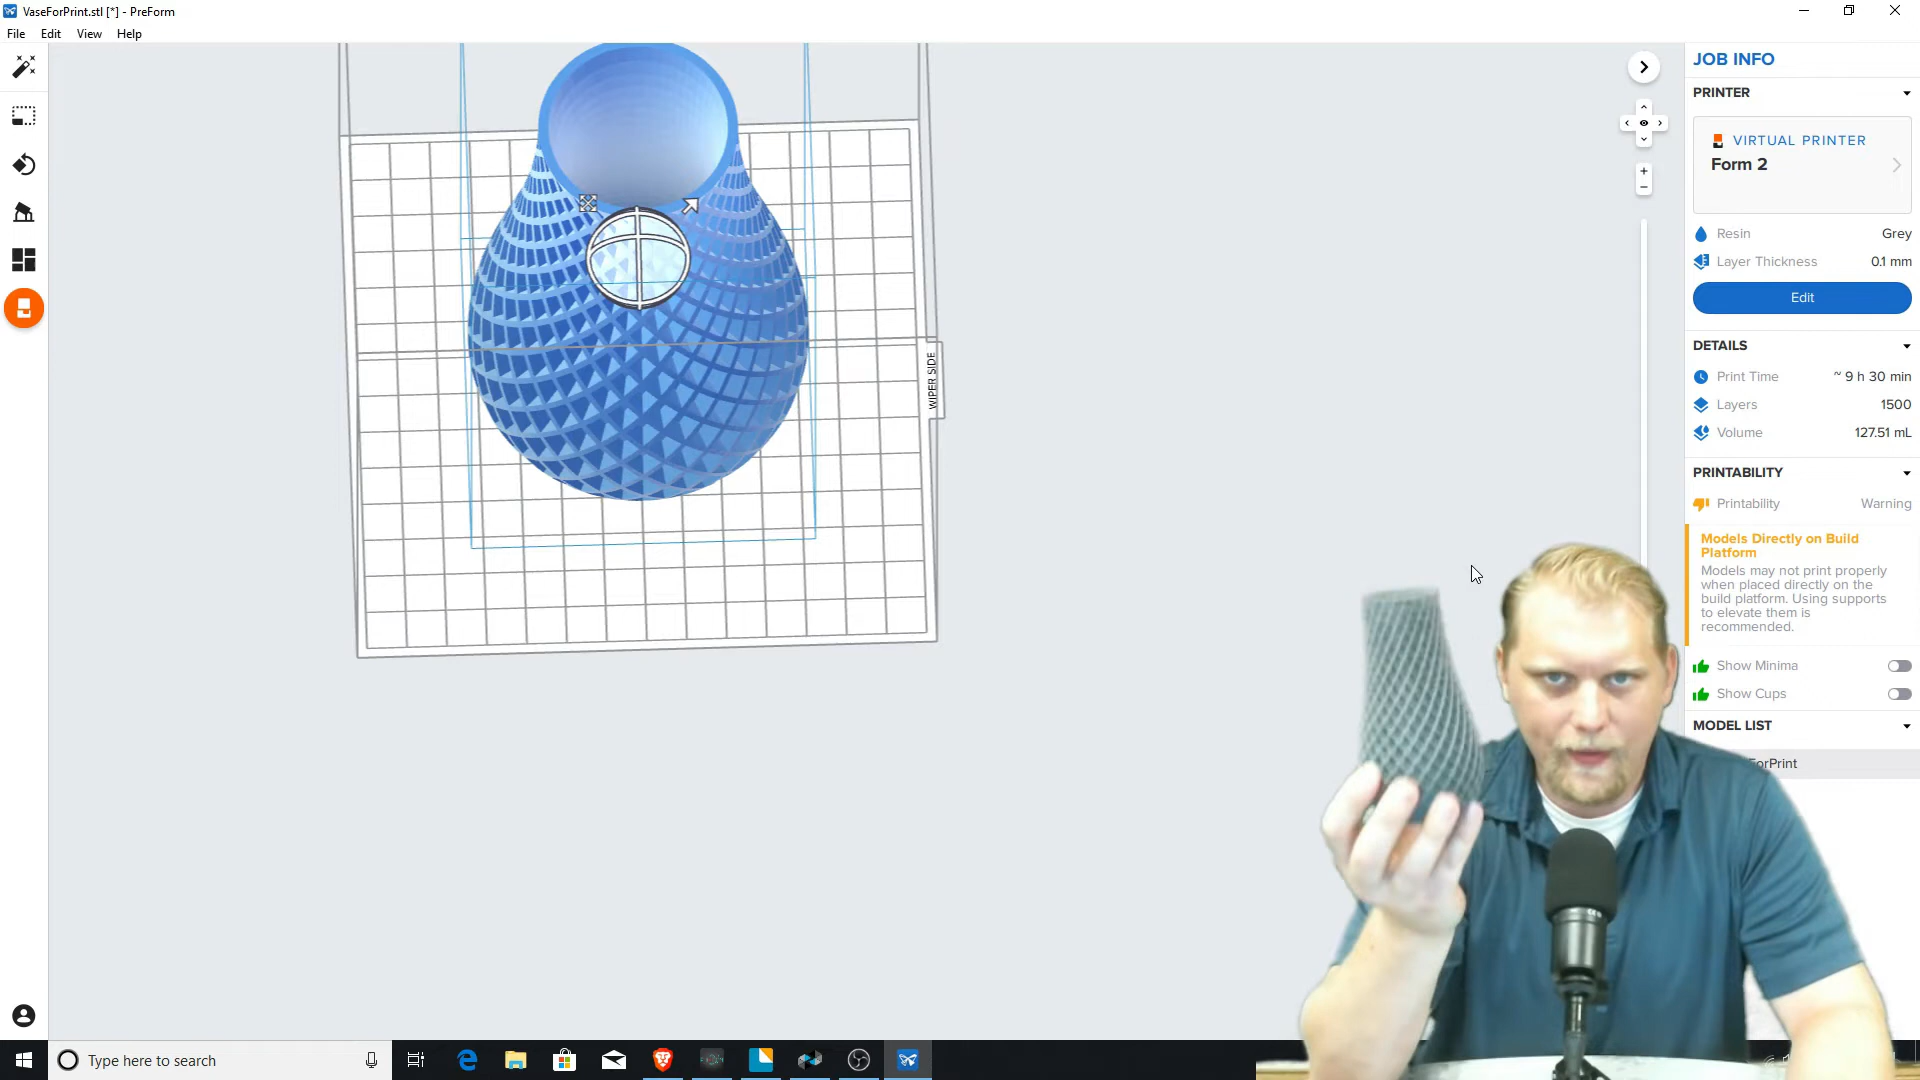 VaseForPrint.stl [*] - PreForm
File Edit View Help
JOB INFO
PRINTER
VIRTUAL PRINTER
Form 2
Resin Grey
Layer Thickness 0.1 mm
Edit
DETAILS
Print Time ~ 9 h 30 min
Layers 1500
Volume 127.51 mL
PRINTABILITY
Printability Warning
Models Directly on Build
Platform
Models may not print properly
when placed directly on the
build platform. Using supports
to elevate them is
recommended.
Show Minima
Show Cups
MODEL LIST
ForPrint
WIPER SIDE
Type here to search